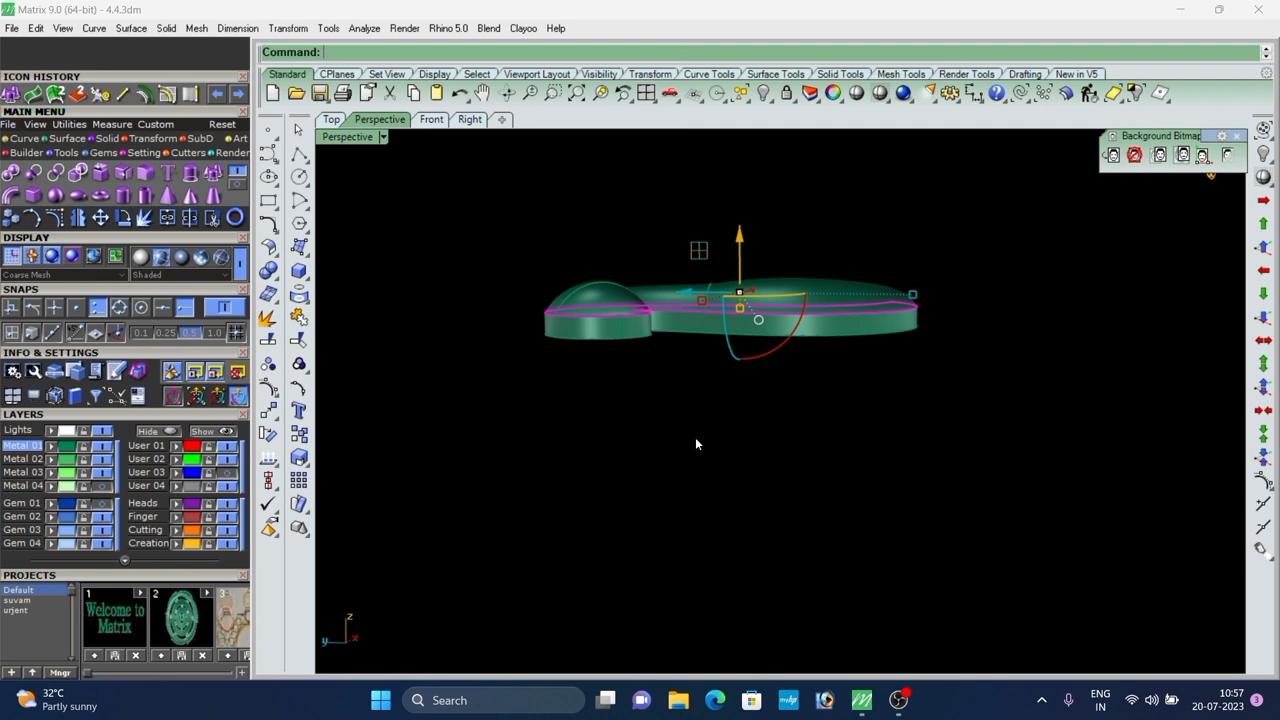 Matrix 9.0 (64-bit) - 4.4.3dm
File Edit View Curve Surface Solid Mesh Dimension Transform Tools Analyze Render Rhino 5.0 Blend Clayoo Help
Command:
Standard CPlanes Set View Display Select Viewport Layout Visibility Transform Curve Tools Surface Tools Solid Tools Mesh Tools Render Tools Drafting New in V5
ICON HISTORY
MAIN MENU
File View Utilities Measure Custom Reset
Curve Surface Solid Transform SubD Art
Builder Tools Gems Setting Cutters Render
Top Perspective Front Right
Perspective
Background Bitmap
DISPLAY
Coarse Mesh Shaded
SNAPS
0.1 0.25 0.5 1.0
INFO & SETTINGS
LAYERS
Lights Hide Show
Metal 01 User 01
Metal 02 User 02
Metal 03 User 03
Metal 04 User 04
Gem 01 Heads
Gem 02 Finger
Gem 03 Cutting
Gem 04 Creation
PROJECTS
Default
suvam
urjent
1 2 3
Welcome to
Matrix
Mngr
z
y x
32°C
Partly sunny
Search
ENG
IN
10:57
20-07-2023
3